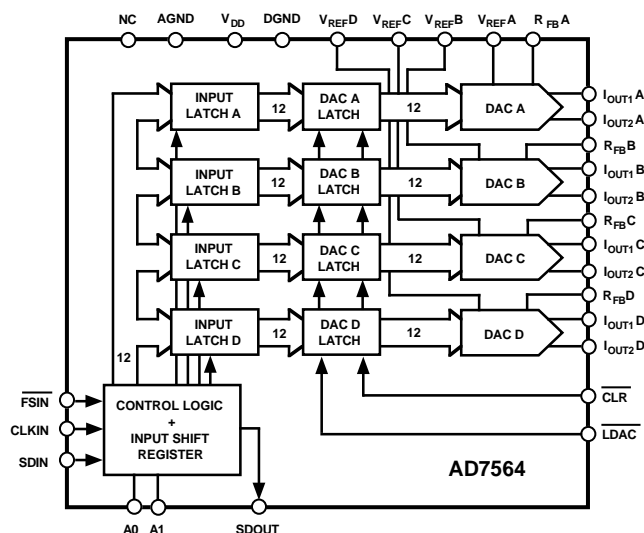 NC AGND VDD DGND VREFD VREFC VREFB VREFA RFBA
INPUT LATCH A
12
DAC A LATCH
12
DAC A
IOUT1A
IOUT2A
RFBB
INPUT LATCH B
12
DAC B LATCH
12
DAC B
IOUT1B
IOUT2B
RFBC
INPUT LATCH C
12
DAC C LATCH
12
DAC C
IOUT1C
IOUT2C
RFBD
INPUT LATCH D
12
DAC D LATCH
12
DAC D
IOUT1D
IOUT2D
12
FSIN
CLKIN
SDIN
CONTROL LOGIC
+
INPUT SHIFT
REGISTER
CLR
LDAC
AD7564
A0 A1 SDOUT